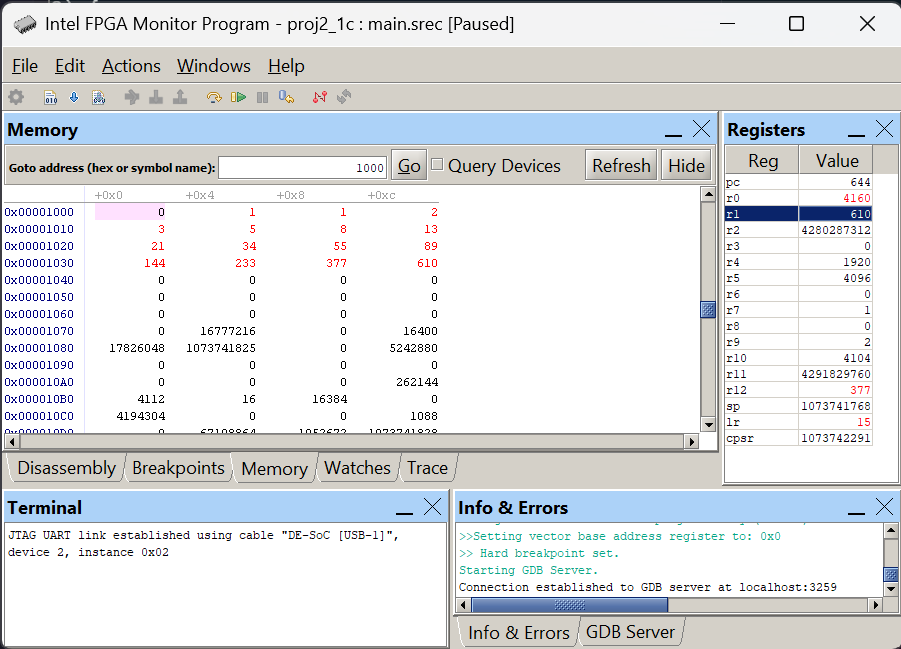 Intel FPGA Monitor Program - proj2_1c : main.srec [Paused]
File Edit Actions Windows Help
Memory
Goto address (hex or symbol name): 1000 Go Query Devices Refresh Hide
+0x0 +0x4 +0x8 +0xc
0x00001000 0 1 1 2
0x00001010 3 5 8 13
0x00001020 21 34 55 89
0x00001030 144 233 377 610
0x00001040 0 0 0 0
0x00001050 0 0 0 0
0x00001060 0 0 0 0
0x00001070 0 16777216 0 16400
0x00001080 17826048 1073741825 0 5242880
0x00001090 0 0 0 0
0x000010A0 0 0 0 262144
0x000010B0 4112 16 16384 0
0x000010C0 4194304 0 0 1088
0x000010D0 0 67108864 1052672 1073741828
Disassembly Breakpoints Memory Watches Trace
Registers
Reg Value
pc 644
r0 4160
r1 610
r2 4280287312
r3 0
r4 1920
r5 4096
r6 0
r7 1
r8 0
r9 2
r10 4104
r11 4291829760
r12 377
sp 1073741768
lr 15
cpsr 1073742291
Terminal
JTAG UART link established using cable "DE-SoC [USB-1]",
device 2, instance 0x02
Info & Errors
>>Setting vector base address register to: 0x0
>> Hard breakpoint set.
Starting GDB Server.
Connection established to GDB server at localhost:3259
Info & Errors GDB Server